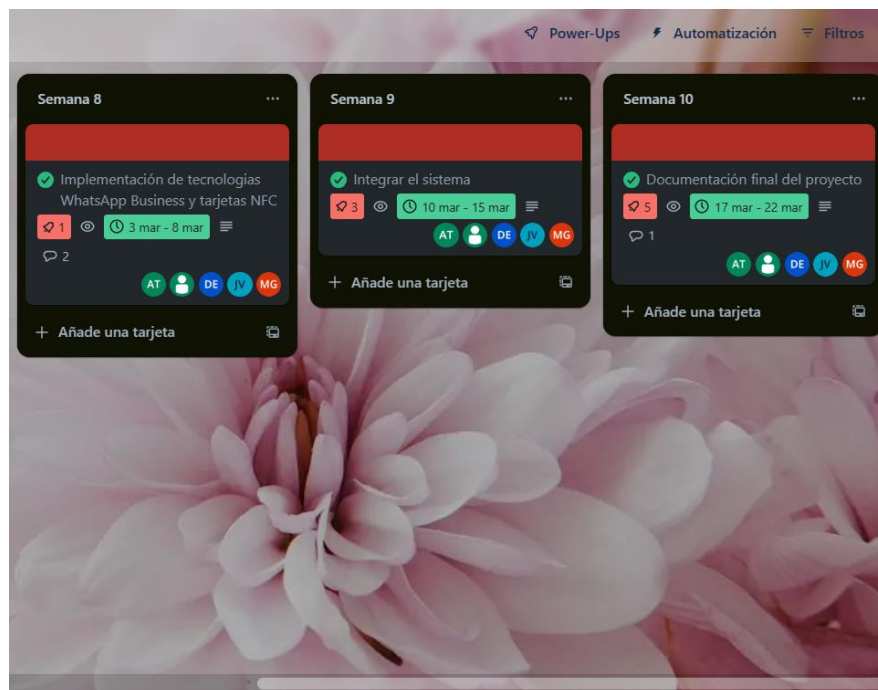 Power-Ups
Automatización
Filtros
Semana 8
Implementación de tecnologias
WhatsApp Business y tarjetas NFC
1
3 mar - 8 mar
2
AT
DE
JV
MG
Añade una tarjeta
Semana 9
Integrar el sistema
3
10 mar - 15 mar
AT
DE
JV
MG
Añade una tarjeta
Semana 10
Documentación final del proyecto
5
17 mar - 22 mar
1
AT
DE
JV
MG
Añade una tarjeta